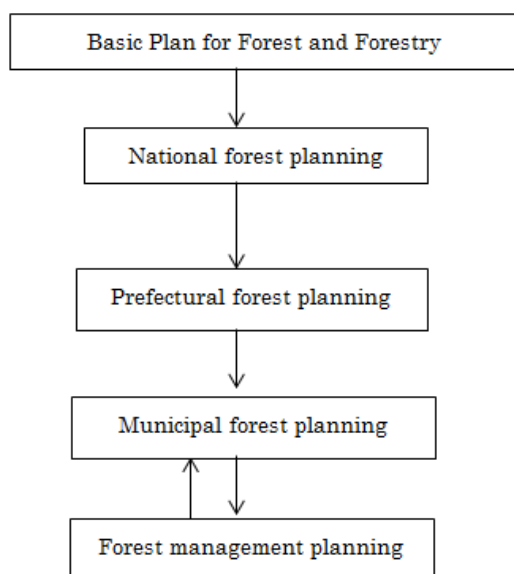 Basic Plan for Forest and Forestry
National forest planning
Prefectural forest planning
Municipal forest planning
Forest management planning